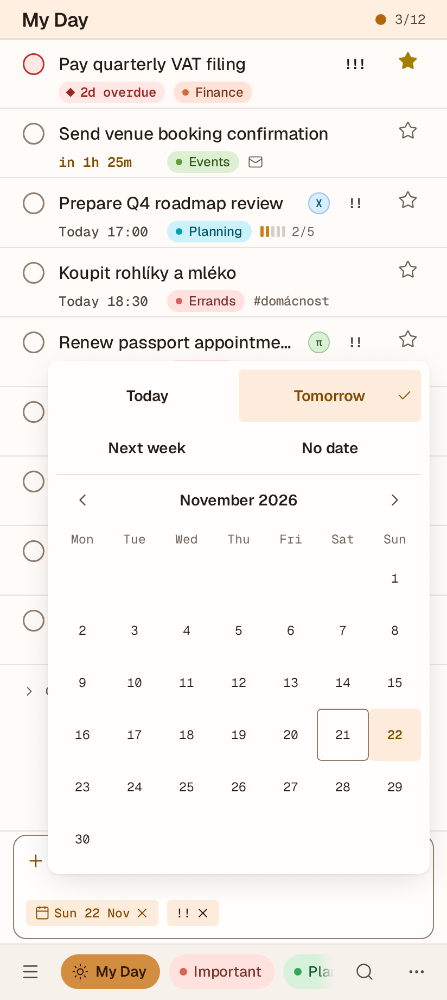 My Day 3/12
Pay quarterly VAT filing !!!
2d overdue Finance
Send venue booking confirmation
in 1h 25m Events
Prepare Q4 roadmap review X !!
Today 17:00 Planning 2/5
Koupit rohlíky a mléko
Today 18:30 Errands #domácnost
Renew passport appointme… π !!
Today Tomorrow
Next week No date
November 2026
Mon Tue Wed Thu Fri Sat Sun
1
2 3 4 5 6 7 8
9 10 11 12 13 14 15
16 17 18 19 20 21 22
23 24 25 26 27 28 29
30
Sun 22 Nov !!
My Day Important